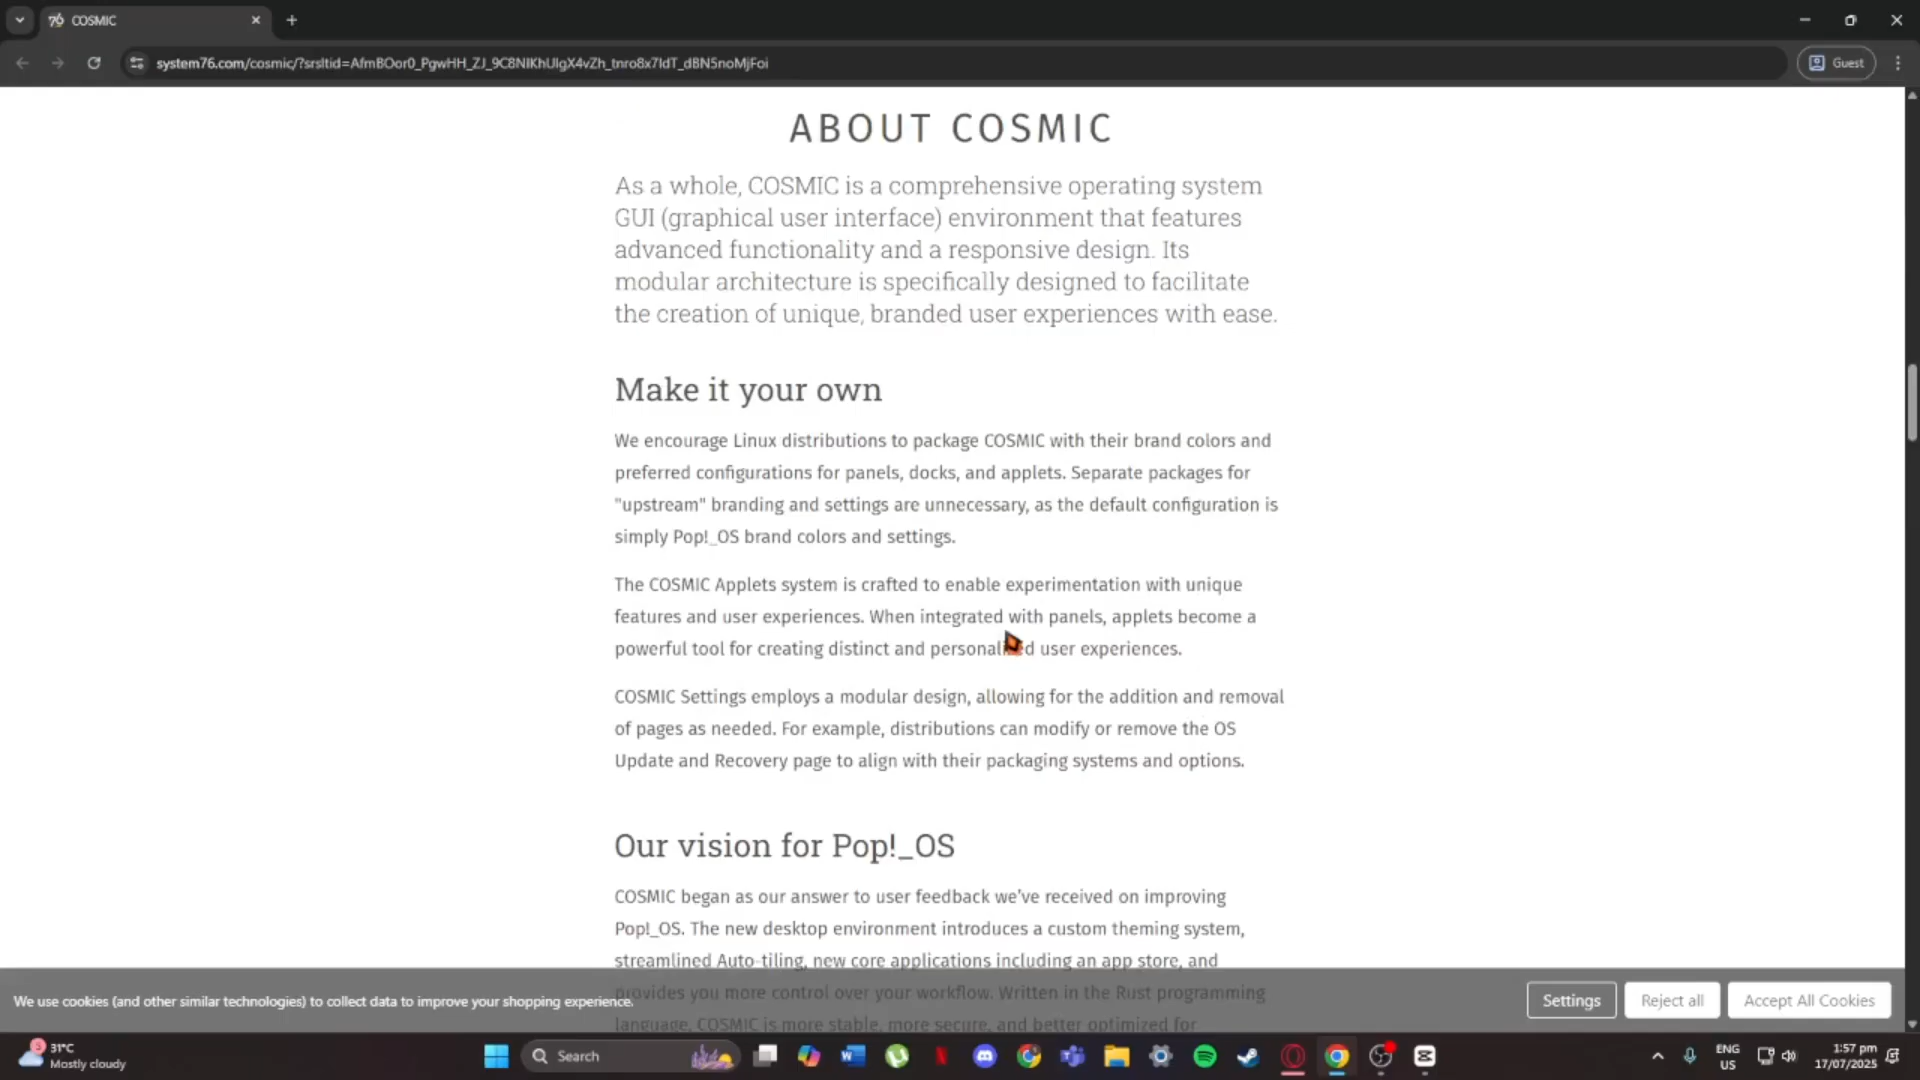 COSMIC
system76.com/cosmic/?srsltid=AfmBOor0_PgwHH_ZJ_9C8NIKhUIgX4vZh_tnro8x7IdT_dBN5noMjFoi
Guest
ABOUT COSMIC
As a whole, COSMIC is a comprehensive operating system
GUI (graphical user interface) environment that features
advanced functionality and a responsive design. Its
modular architecture is specifically designed to facilitate
the creation of unique, branded user experiences with ease.
Make it your own
We encourage Linux distributions to package COSMIC with their brand colors and
preferred configurations for panels, docks, and applets. Separate packages for
"upstream" branding and settings are unnecessary, as the default configuration is
simply Pop!_OS brand colors and settings.
The COSMIC Applets system is crafted to enable experimentation with unique
features and user experiences. When integrated with panels, applets become a
powerful tool for creating distinct and personalized user experiences.
COSMIC Settings employs a modular design, allowing for the addition and removal
of pages as needed. For example, distributions can modify or remove the OS
Update and Recovery page to align with their packaging systems and options.
Our vision for Pop!_OS
COSMIC began as our answer to user feedback we've received on improving
Pop!_OS. The new desktop environment introduces a custom theming system,
streamlined Auto-tiling, new core applications including an app store, and
provides you more control over your workflow. Written in the Rust programming
language, COSMIC is more stable, more secure, and better optimized for
We use cookies (and other similar technologies) to collect data to improve your shopping experience.
Settings
Reject all
Accept All Cookies
3
31°C
Mostly cloudy
Search
ENG
US
1:57 pm
17/07/2025